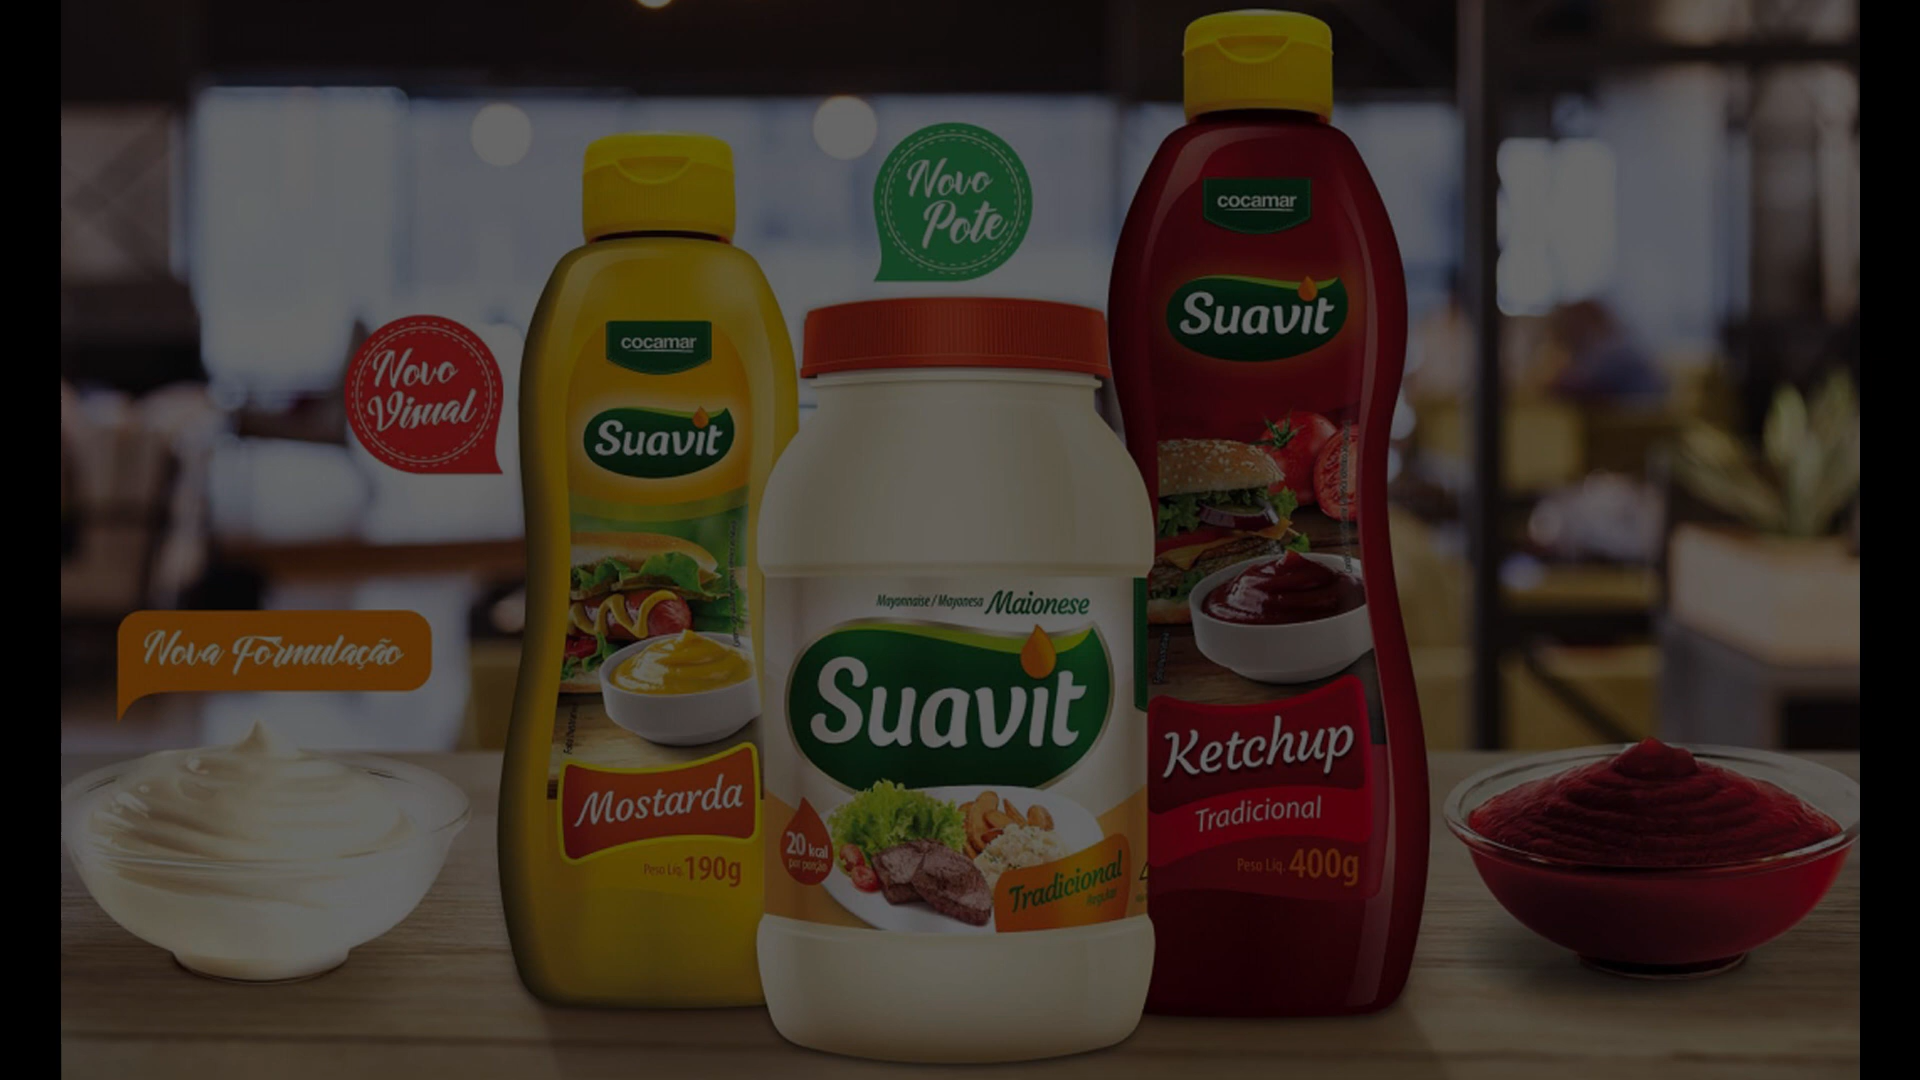 Novo
Pote
Novo
Visual
Nova Formulação
cocamar
Suavit
Mostarda
Peso Líq. 190g
Mayonnaise / Mayonesa Maionese
Suavit
20 kcal
por porção
Tradicional
Regular
cocamar
Suavit
Ketchup
Tradicional
Peso Líq. 400g